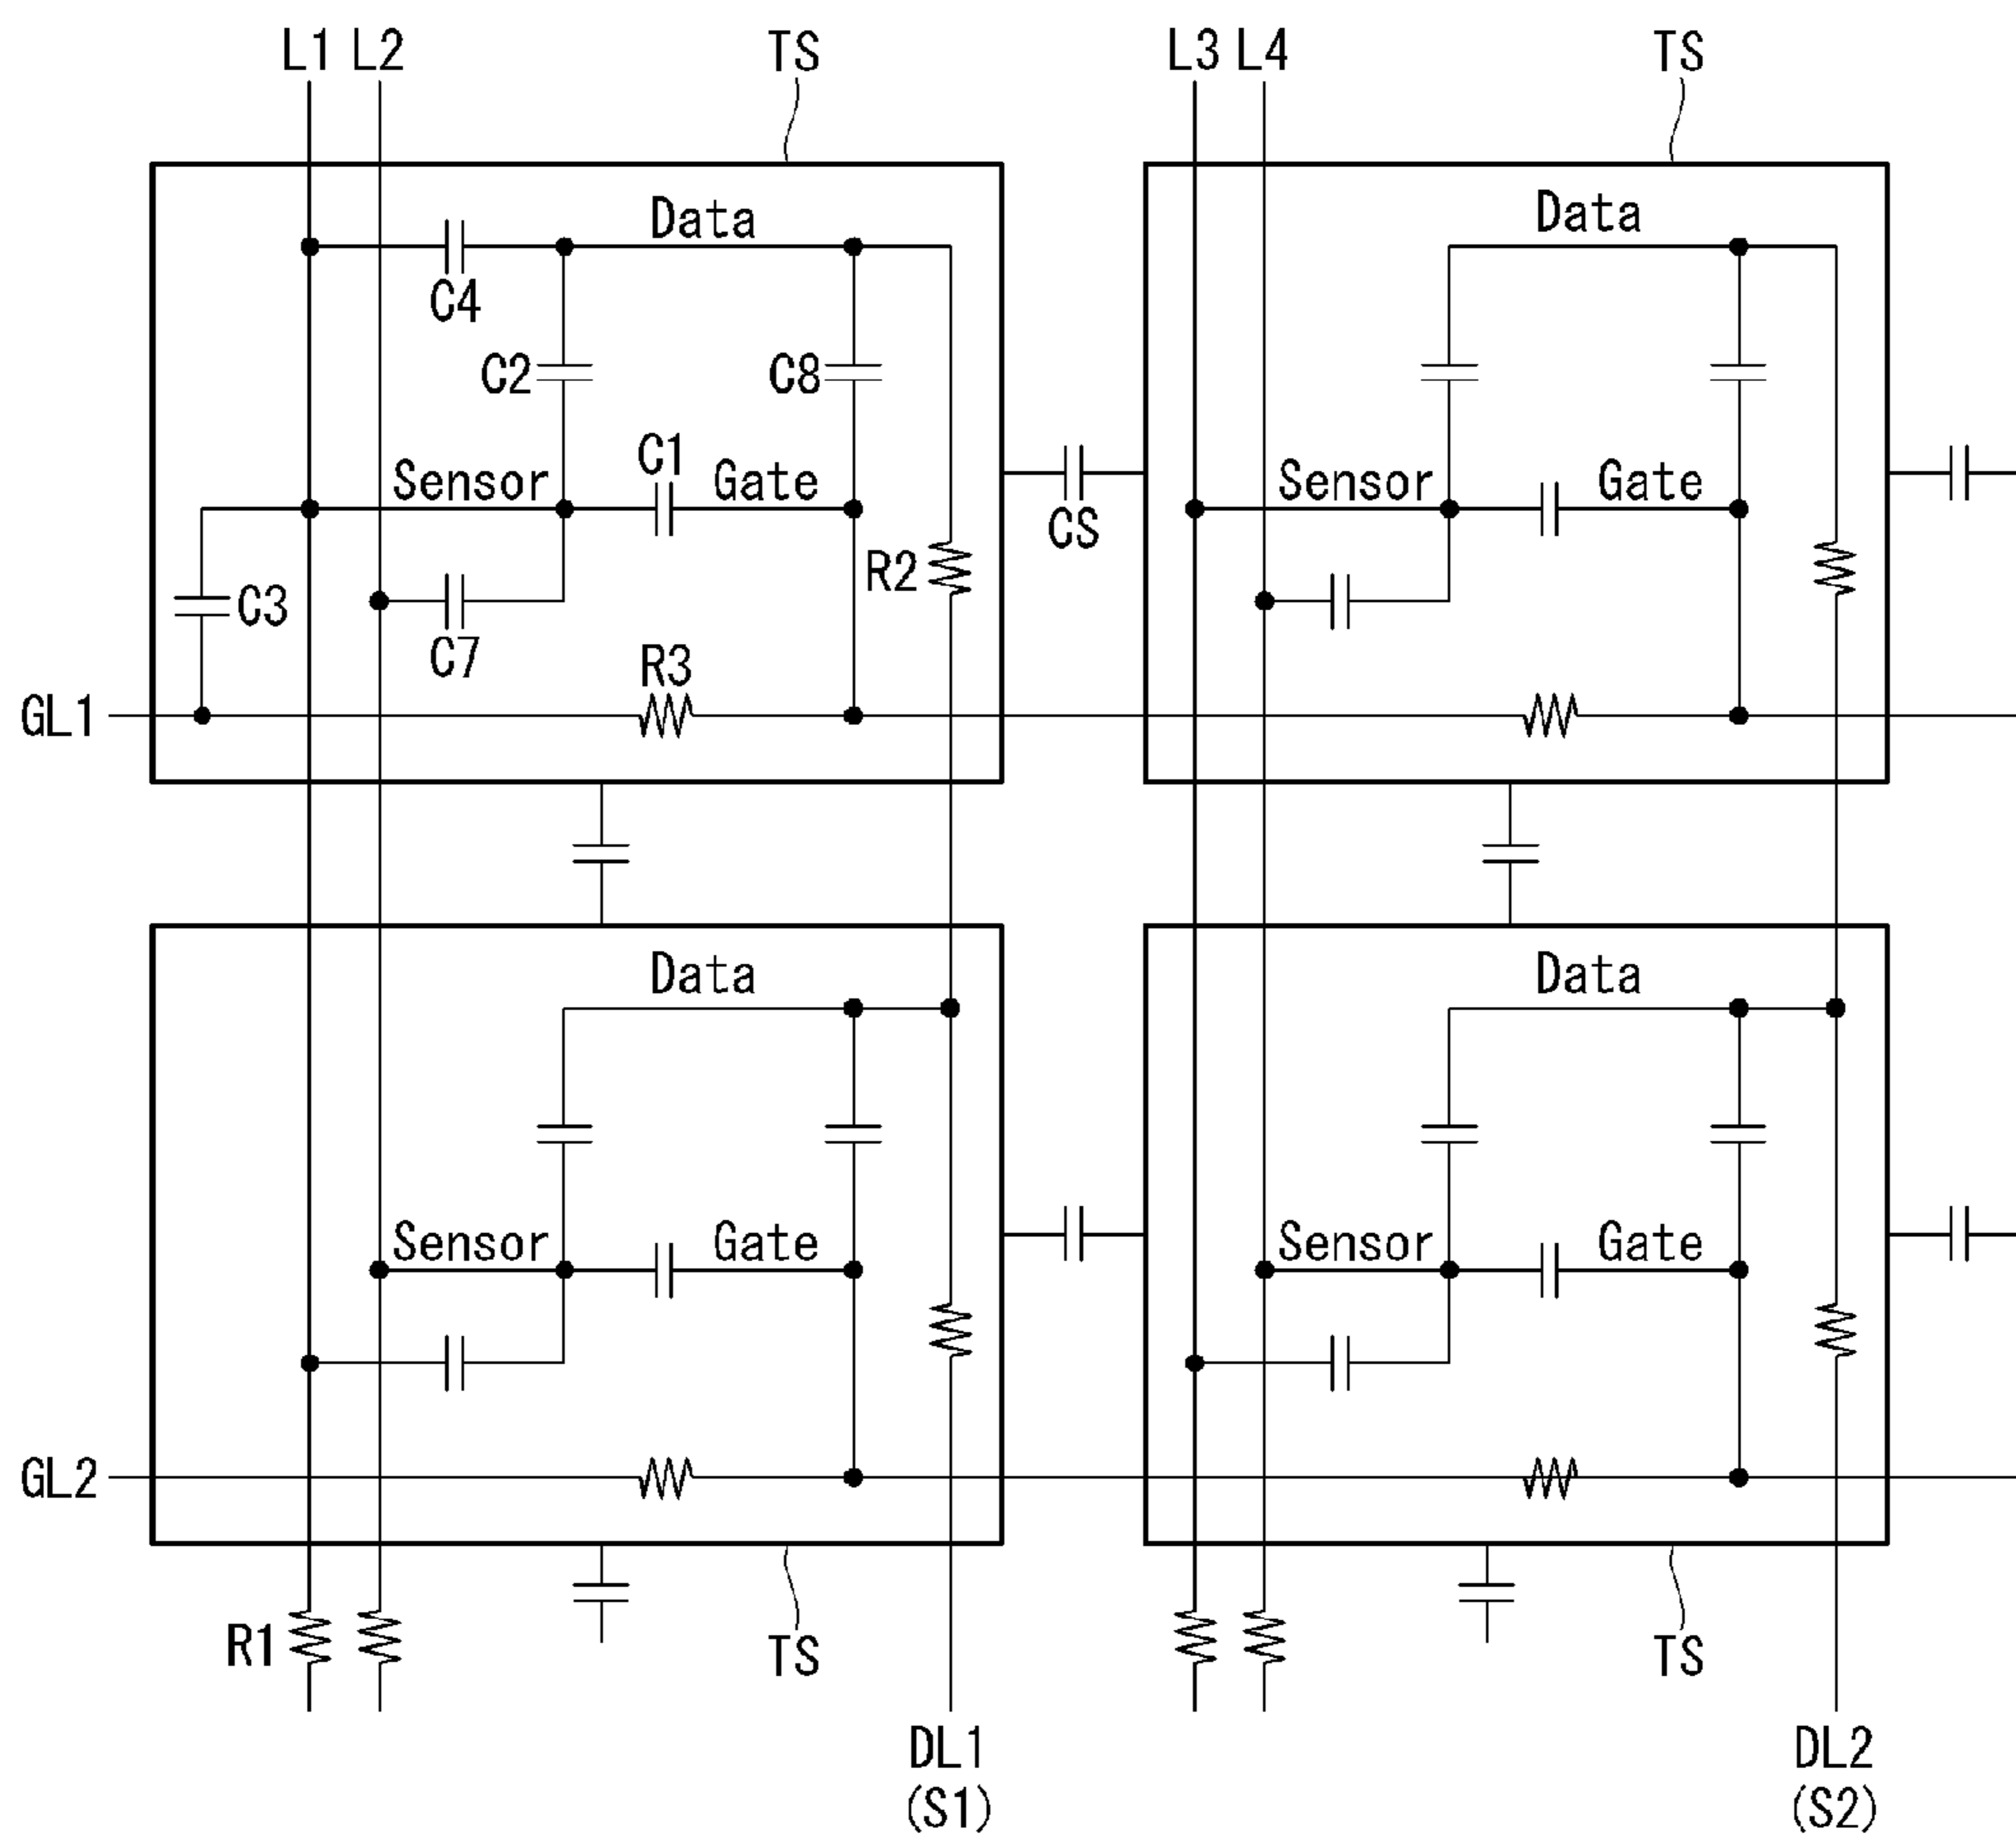 L1 L2 TS L3 L4 TS
Data Data
C4
C2 C8
Sensor C1 Gate Sensor Gate
CS
R2
C3
C7
R3
GL1
Data Data
Sensor Gate Sensor Gate
GL2
R1 TS TS
DL1 DL2
(S1) (S2)